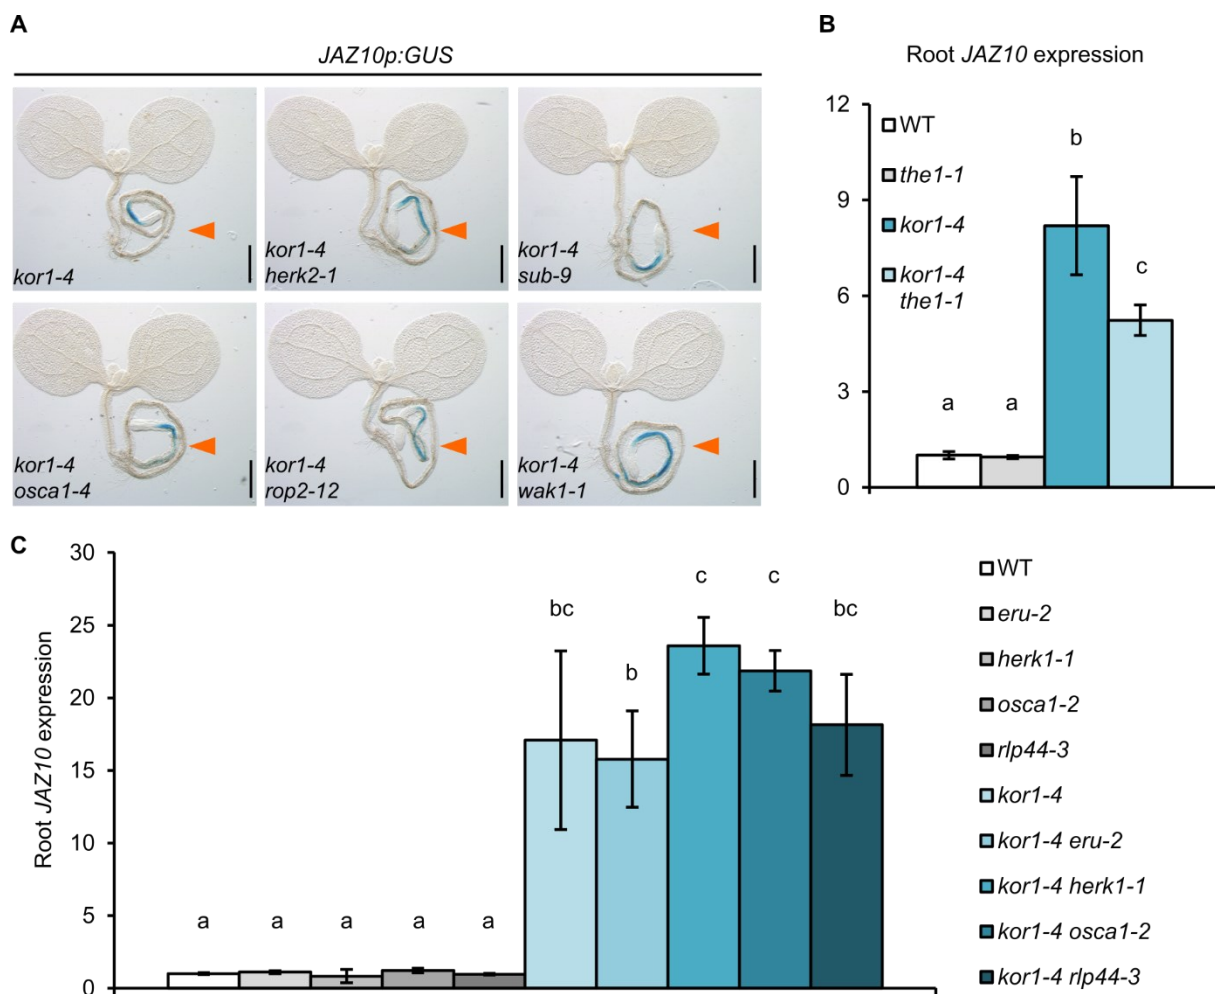 A
JAZ10p:GUS
kor1-4
kor1-4
herk2-1
kor1-4
sub-9
kor1-4
osca1-4
kor1-4
rop2-12
kor1-4
wak1-1
B
Root JAZ10 expression
12
9
6
3
0
WT
the1-1
kor1-4
kor1-4
the1-1
a
a
b
c
C
Root JAZ10 expression
30
25
20
15
10
5
0
a
a
a
a
a
bc
b
c
c
bc
WT
eru-2
herk1-1
osca1-2
rlp44-3
kor1-4
kor1-4 eru-2
kor1-4 herk1-1
kor1-4 osca1-2
kor1-4 rlp44-3